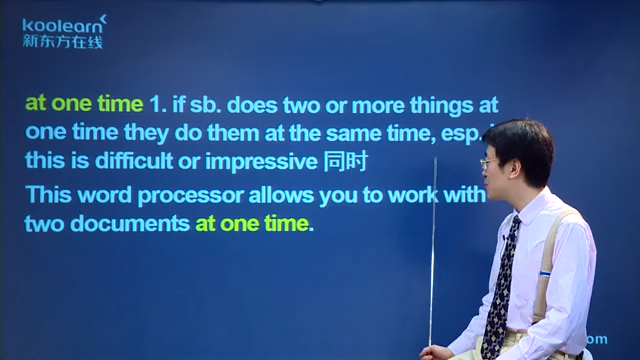 koolearn
新东方在线
at one time 1. if sb. does two or more things at
one time they do them at the same time, esp.
this is difficult or impressive 同时
This word processor allows you to work with
two documents at one time.
om